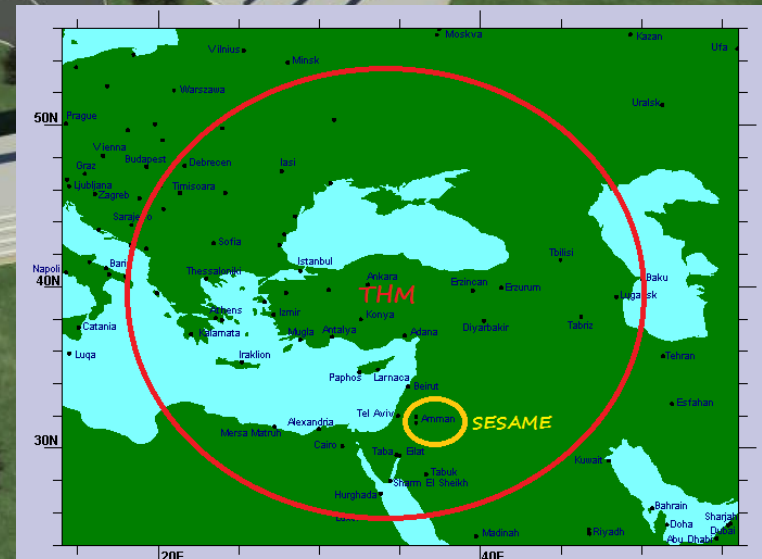 Moskva
Kazan
Vilnius
Ufa
Minsk
Warszawa
Uralsk
50N
Prague
Vienna
Budapest
Debrecen
Iasi
Graz
Ljubljana
Zagreb
Timisoara
Sarajevo
Sofia
Tbilisi
Bari
Istanbul
Napoli
Thessaloniki
Ankara
Erzincan
Erzurum
Baku
40N
THM
Lugansk
Athens
Izmir
Konya
Diyarbakir
Tabriz
Catania
Kalamata
Mugla
Antalya
Adana
Luqa
Iraklion
Tehran
Paphos
Larnaca
Beirut
Esfahan
Tel Aviv
Amman
SESAME
Mersa Matruh
Alexandria
30N
Cairo
Taba
Eilat
Kuwait
Tabuk
Sharm El Sheikh
Hurghada
Bahrain
Luxor
Sharjah
Madinah
Riyadh
Doha
Dubai
Abu Dhabi
20E
40E